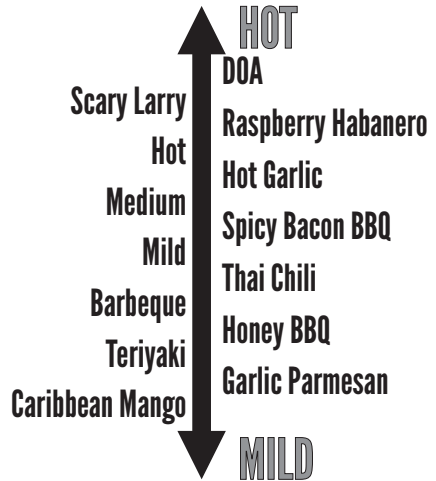 HOT
DOA
Scary Larry
Raspberry Habanero
Hot
Hot Garlic
Medium
Spicy Bacon BBQ
Mild
Thai Chili
Barbeque
Honey BBQ
Teriyaki
Garlic Parmesan
Caribbean Mango
MILD